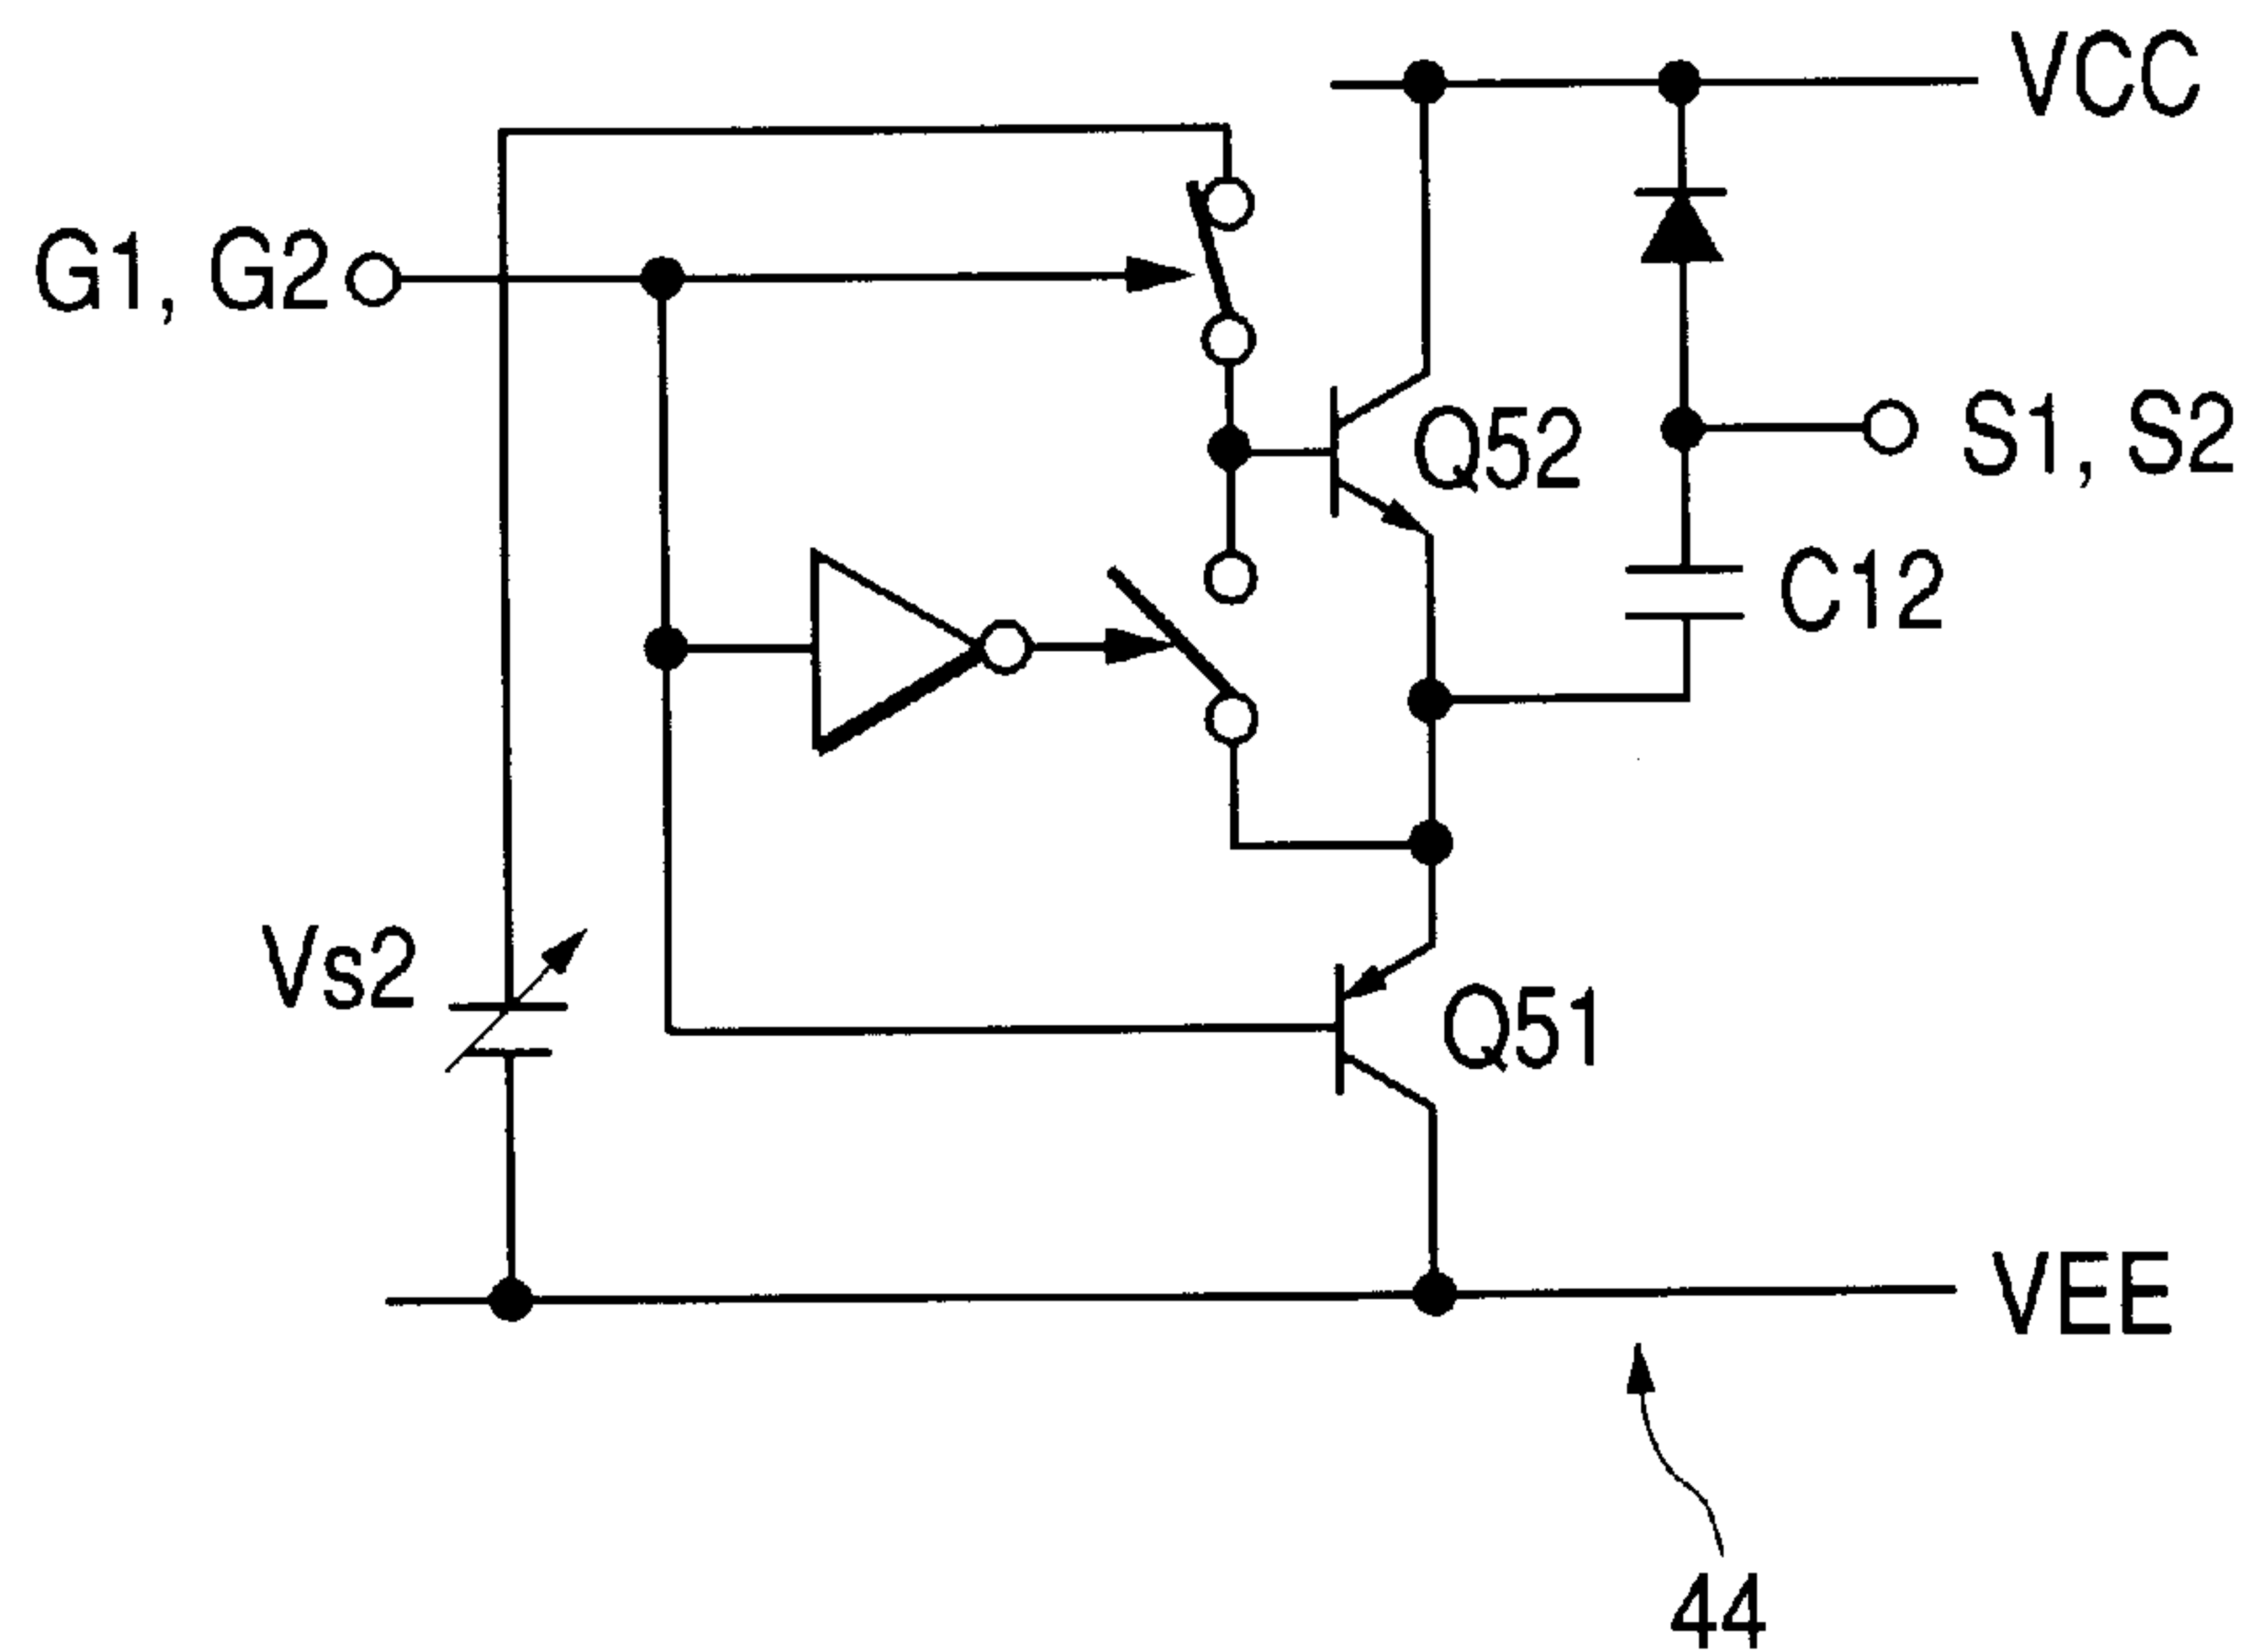 VCC
G1, G2
Q52
S1, S2
C12
Vs2
Q51
VEE
44